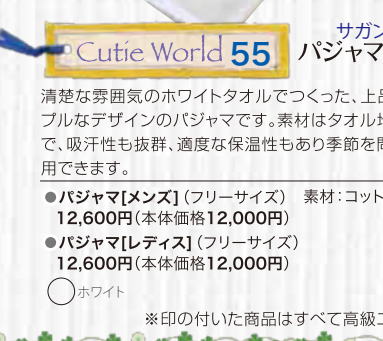 Cutie World 55
サガン
パジャマ
清楚な雰囲気のホワイトタオルでつくった、上品
プルなデザインのパジャマです。素材はタオル地
で、吸汗性も抜群、適度な保温性もあり季節を問
用できます。
●パジャマ[メンズ](フリーサイズ) 素材:コット
12,600円(本体価格12,000円)
●パジャマ[レディス](フリーサイズ)
12,600円(本体価格12,000円)
ホワイト
※印の付いた商品はすべて高級